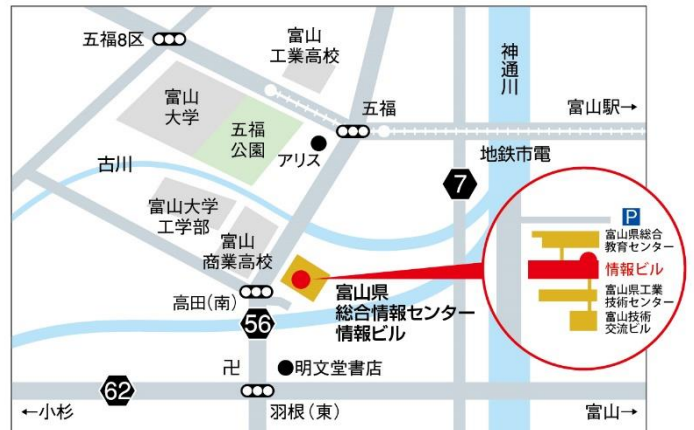 五福8区
富山
工業高校
神通川
富山
大学
五福
公園
五福
富山駅→
アリス
地鉄市電
古川
7
富山大学
工学部
富山
商業高校
P
富山県総合
教育センター
情報ビル
富山県工業
技術センター
富山技術
交流ビル
高田(南)
富山県
総合情報センター
情報ビル
56
卍
明文堂書店
62
←小杉
羽根(東)
富山→